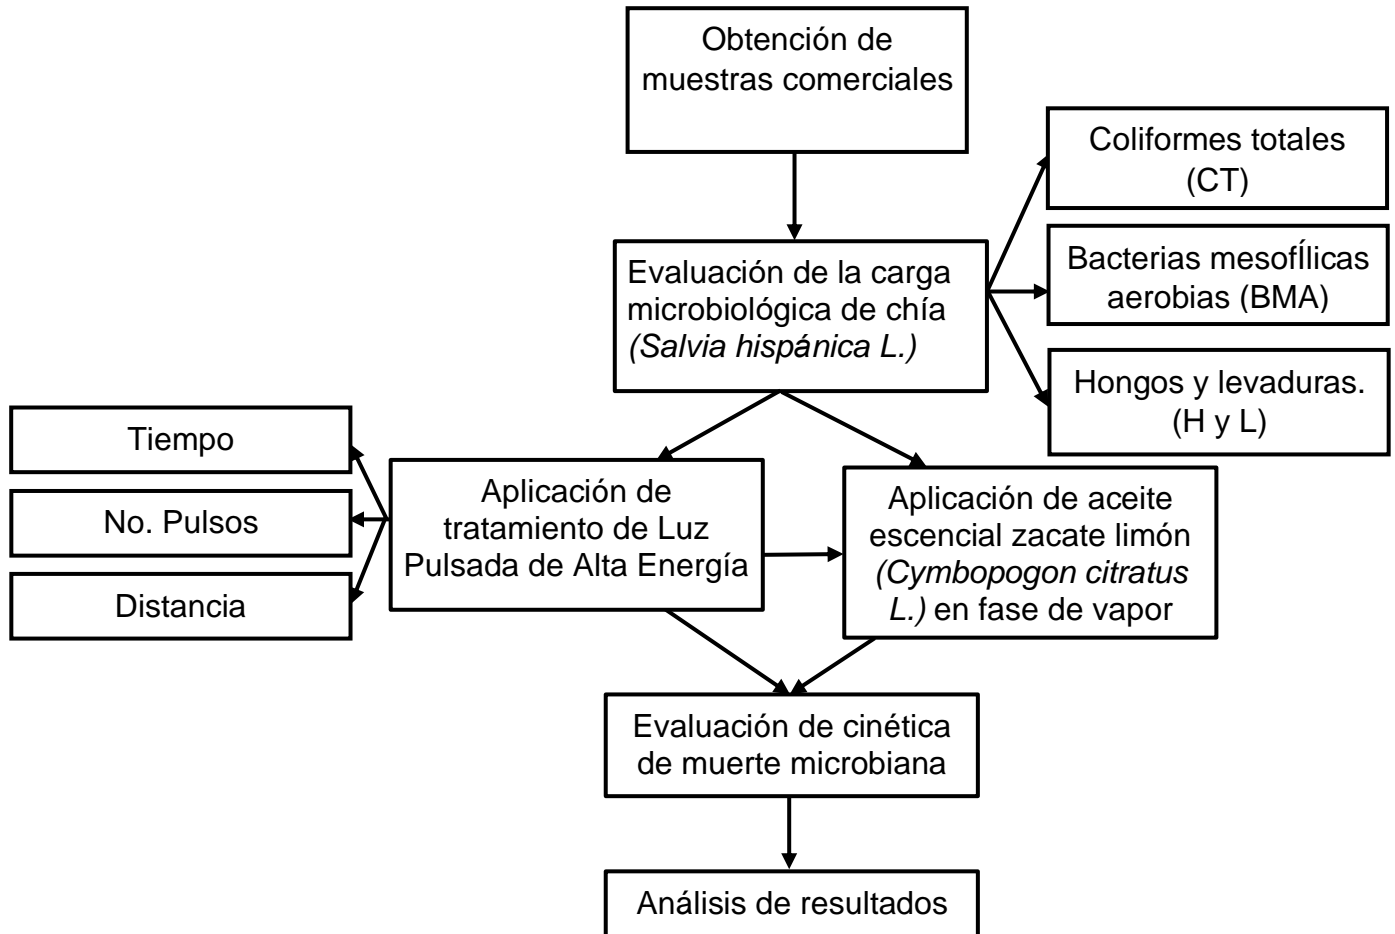 Obtención de
muestras comerciales
Coliformes totales
(CT)
Evaluación de la carga
microbiológica de chía
(Salvia hispánica L.)
Bacterias mesofÍlicas
aerobias (BMA)
Hongos y levaduras.
(H y L)
Tiempo
No. Pulsos
Distancia
Aplicación de
tratamiento de Luz
Pulsada de Alta Energía
Aplicación de aceite
escencial zacate limón
(Cymbopogon citratus
L.) en fase de vapor
Evaluación de cinética
de muerte microbiana
Análisis de resultados